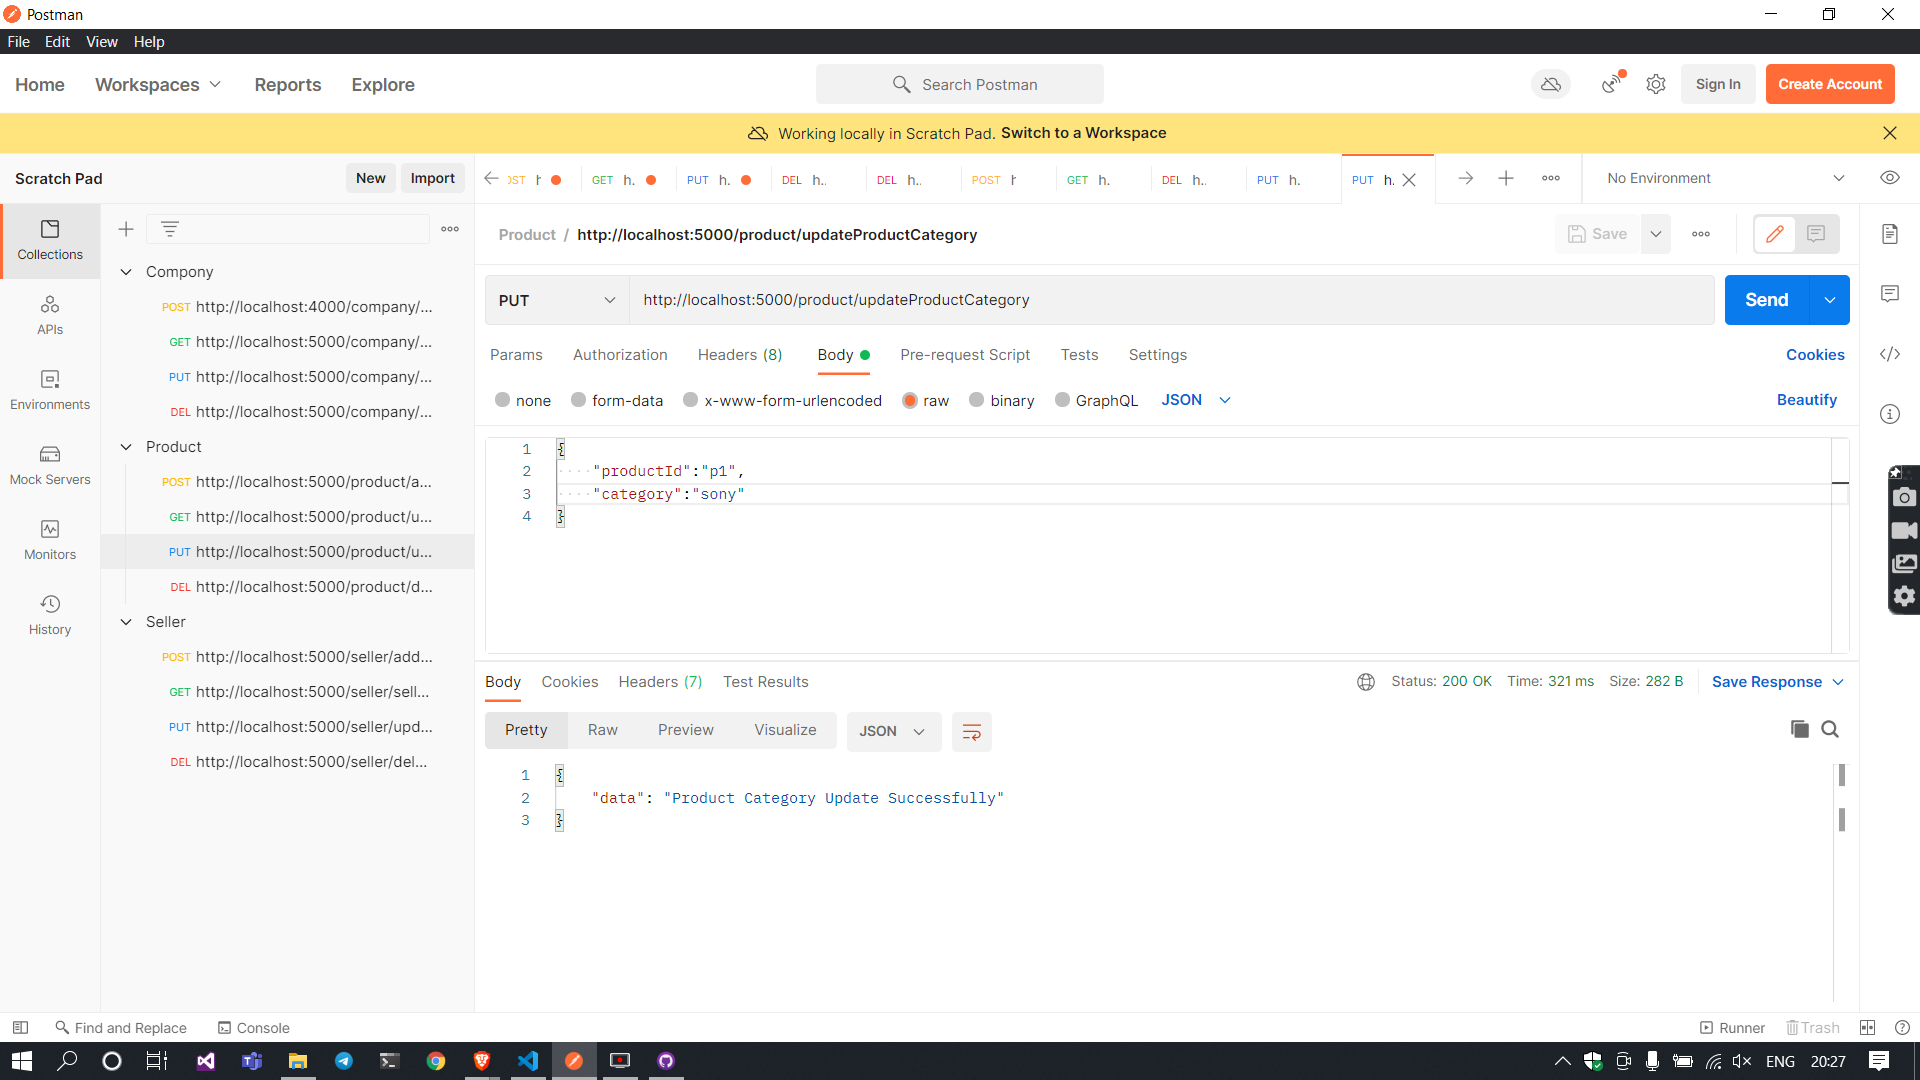 Postman
File Edit View Help
Home Workspaces Reports Explore
Search Postman
Sign In Create Account
Working locally in Scratch Pad. Switch to a Workspace
Scratch Pad New Import
OST h GET h. PUT h. DEL h.. DEL h.. POST h GET h. DEL h.. PUT h. PUT h.
No Environment
Collections
APIs
Environments
Mock Servers
Monitors
History
Compony
POST http://localhost:4000/company/...
GET http://localhost:5000/company/...
PUT http://localhost:5000/company/...
DEL http://localhost:5000/company/...
Product
POST http://localhost:5000/product/a...
GET http://localhost:5000/product/u...
PUT http://localhost:5000/product/u...
DEL http://localhost:5000/product/d...
Seller
POST http://localhost:5000/seller/add...
GET http://localhost:5000/seller/sell...
PUT http://localhost:5000/seller/upd...
DEL http://localhost:5000/seller/del...
Product / http://localhost:5000/product/updateProductCategory
Save
PUT http://localhost:5000/product/updateProductCategory Send
Params Authorization Headers (8) Body Pre-request Script Tests Settings Cookies
none form-data x-www-form-urlencoded raw binary GraphQL JSON Beautify
1 {
2 "productId":"p1",
3 "category":"sony"
4 }
Body Cookies Headers (7) Test Results Status: 200 OK Time: 321 ms Size: 282 B Save Response
Pretty Raw Preview Visualize JSON
1 {
2 "data": "Product Category Update Successfully"
3 }
Find and Replace Console Runner Trash
ENG 20:27